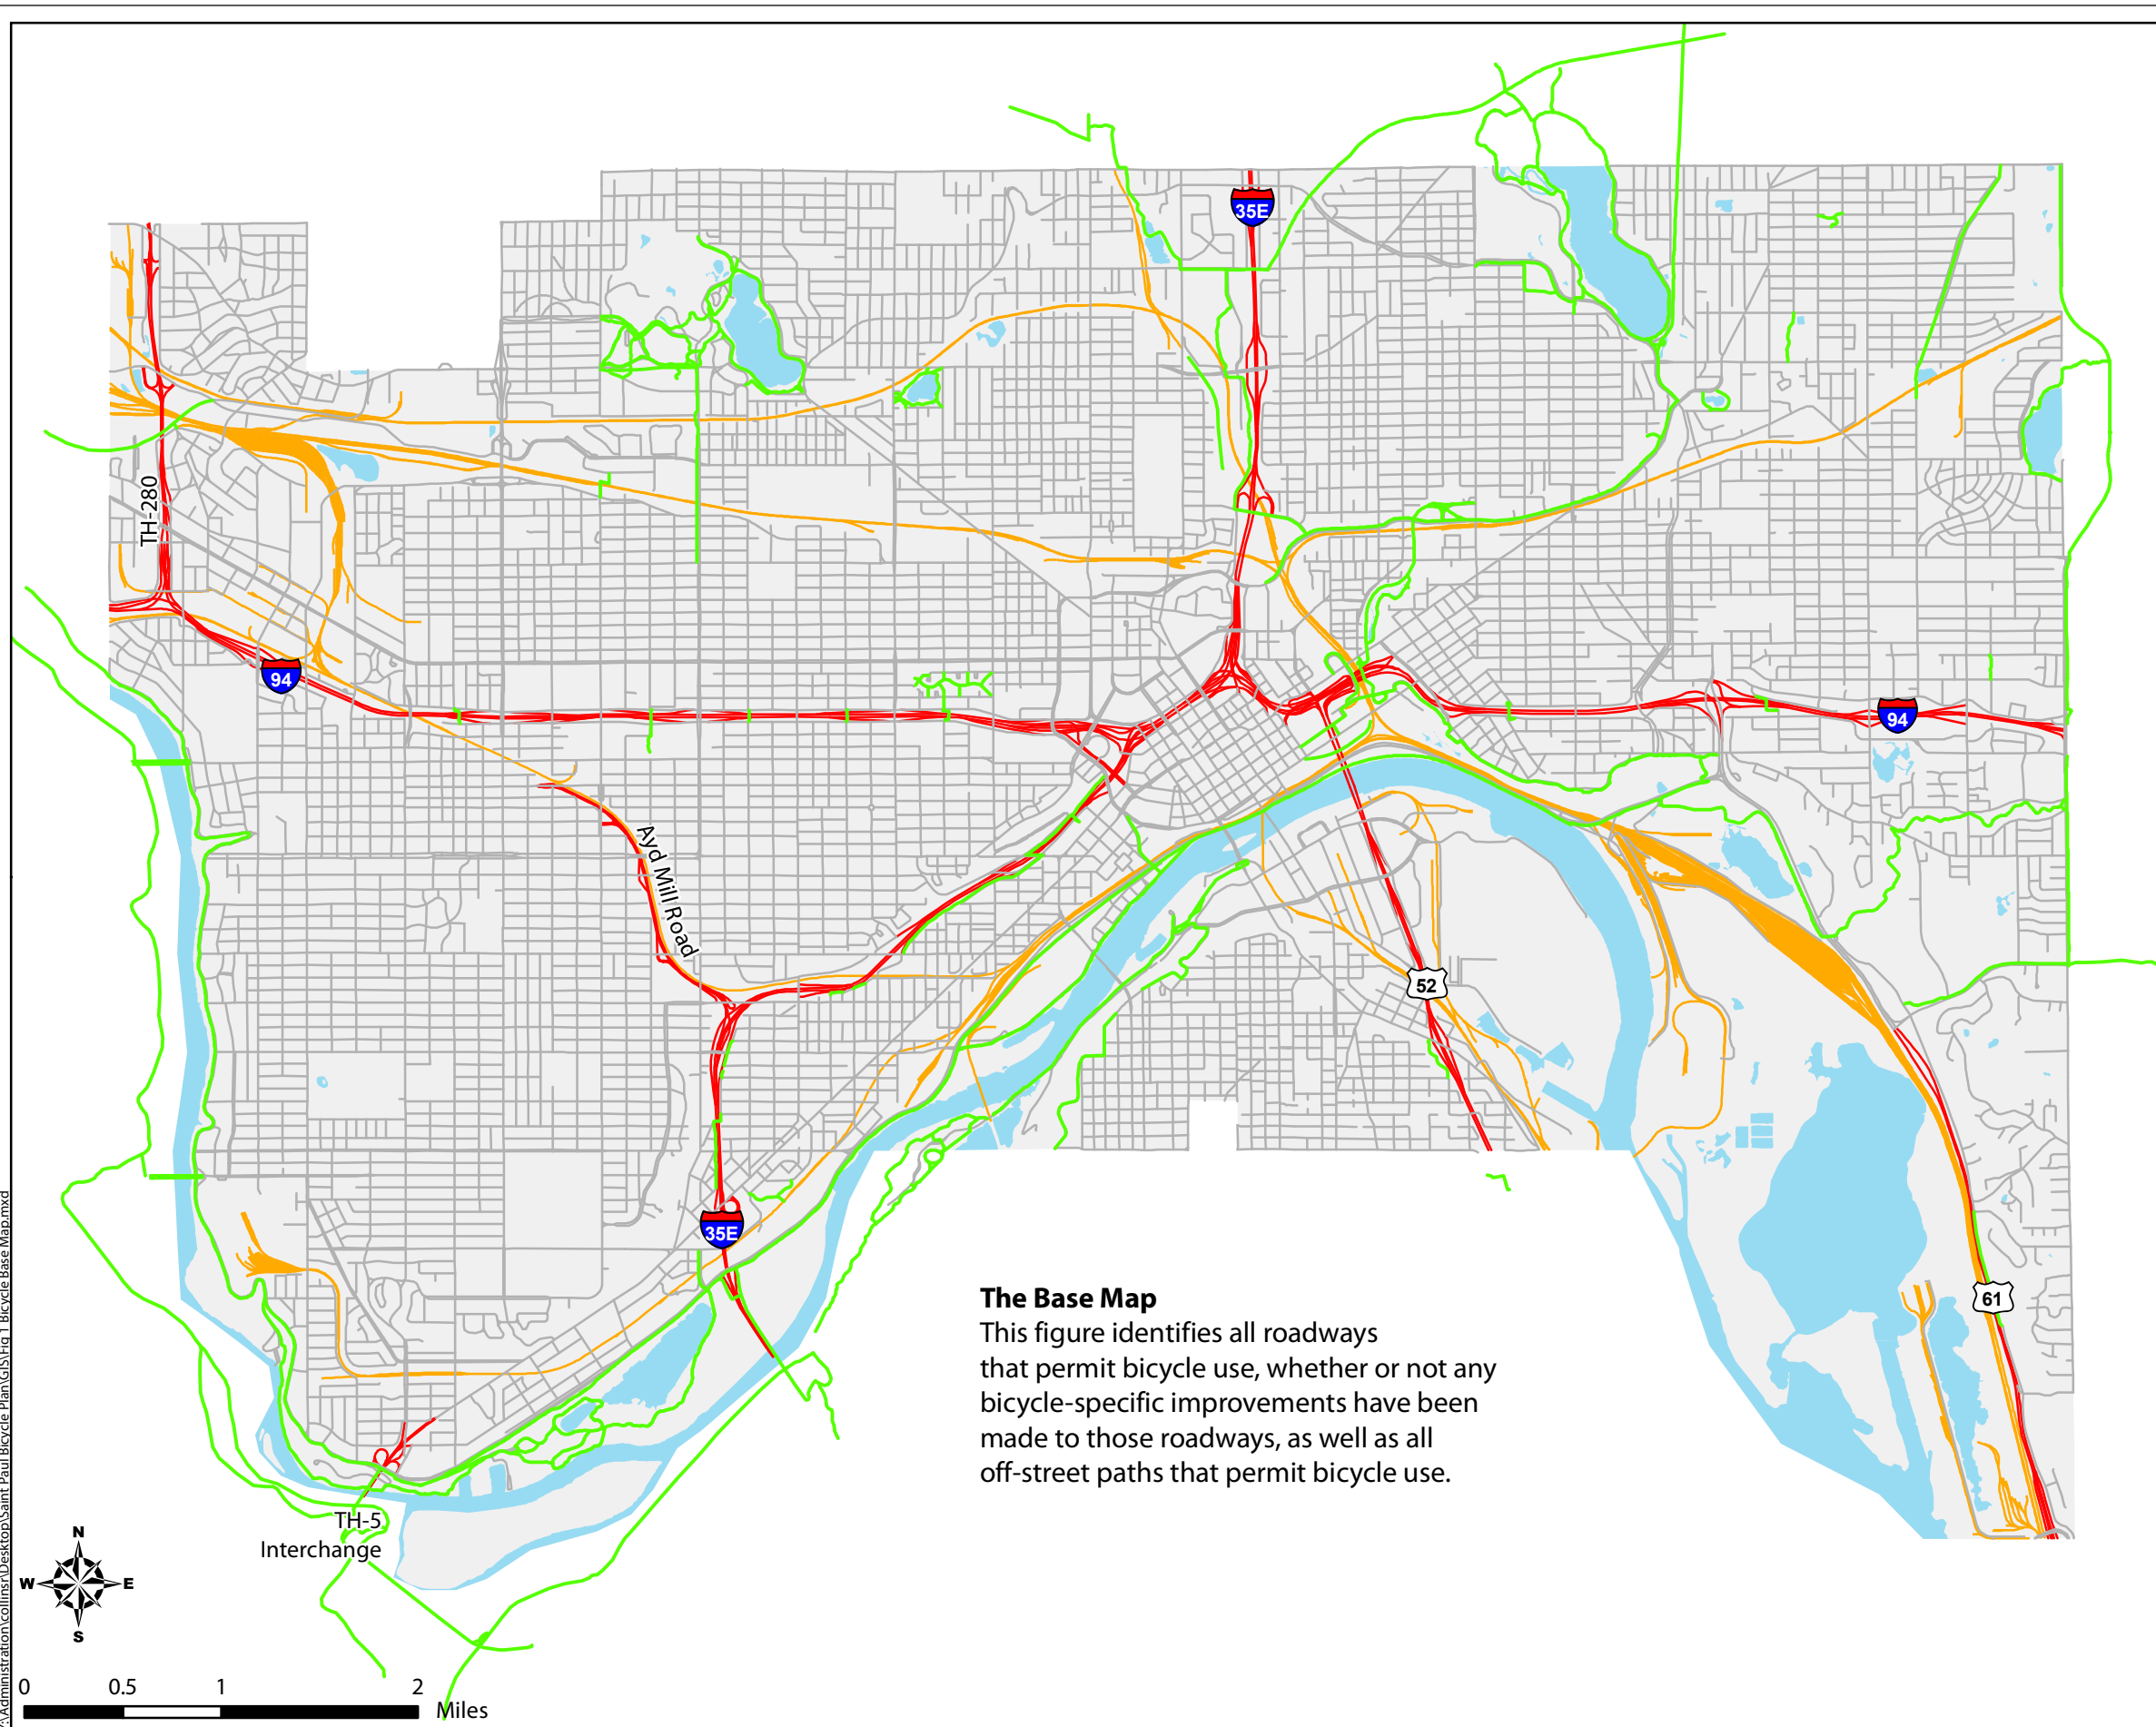 35E
TH-280
94
94
Ayd Mill Road
52
35E
The Base Map
This figure identifies all roadways
that permit bicycle use, whether or not any
bicycle-specific improvements have been
made to those roadways, as well as all
off-street paths that permit bicycle use.
61
TH-5
Interchange
N
W E
S
0 0.5 1 2
Miles
\Administration\collinsr\Desktop\Saint Paul Bicycle Plan\GIS\Fig 1 Bicycle Base Map.mxd